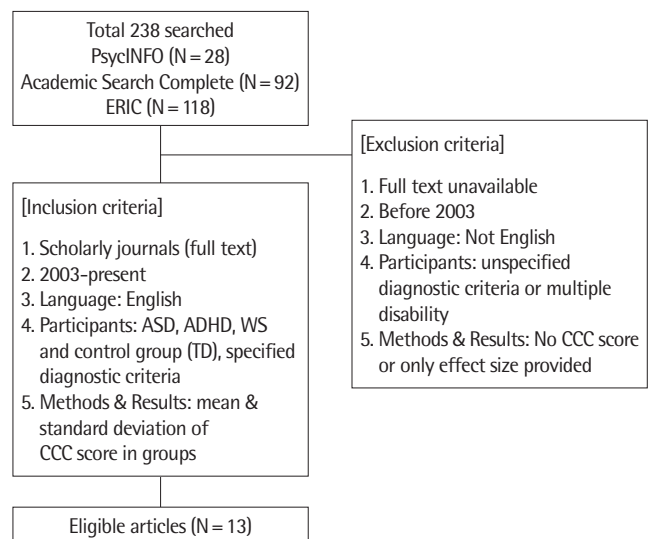 Total 238 searched
PsycINFO (N = 28)
Academic Search Complete (N = 92)
ERIC (N = 118)
[Exclusion criteria]
1. Full text unavailable
2. Before 2003
3. Language: Not English
4. Participants: unspecified
diagnostic criteria or multiple
disability
5. Methods & Results: No CCC score
or only effect size provided
[Inclusion criteria]
1. Scholarly journals (full text)
2. 2003-present
3. Language: English
4. Participants: ASD, ADHD, WS
and control group (TD), specified
diagnostic criteria
5. Methods & Results: mean &
standard deviation of
CCC score in groups
Eligible articles (N = 13)